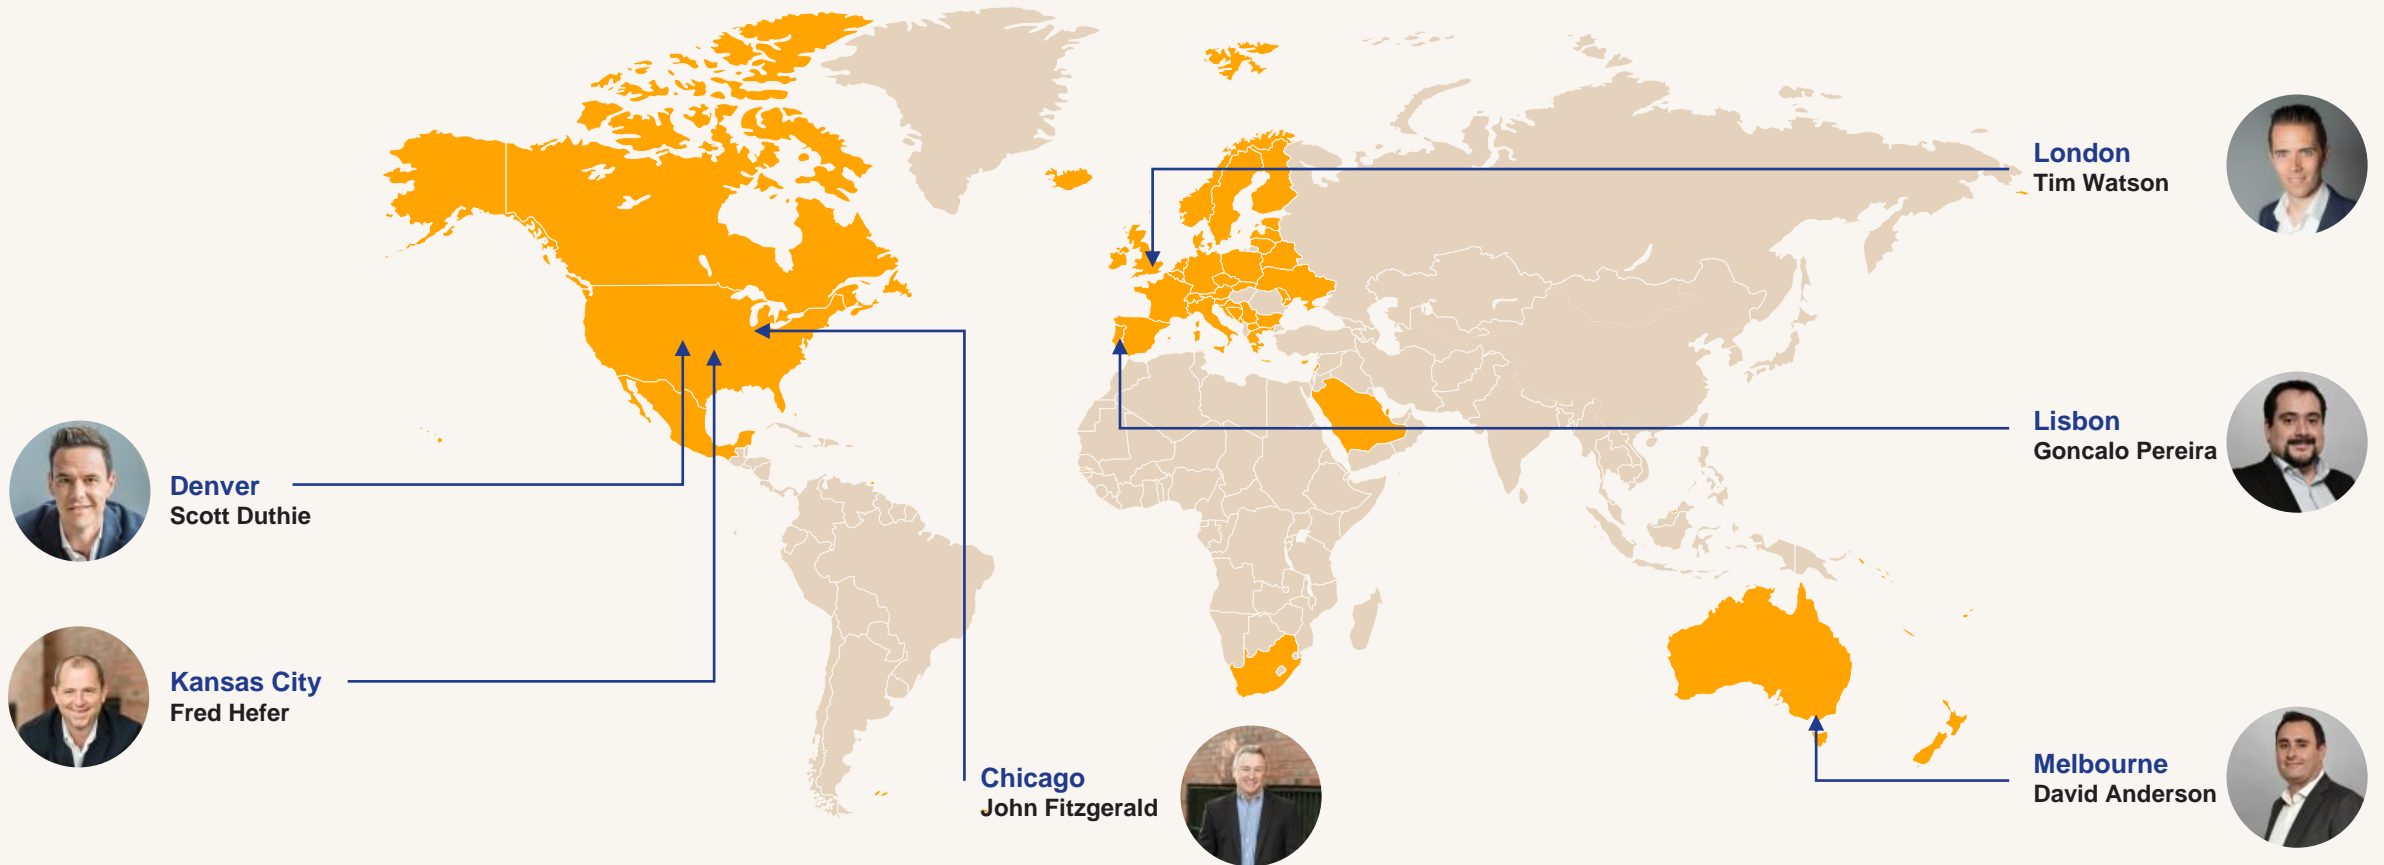 London
Tim Watson
Lisbon
Goncalo Pereira
Denver
Scott Duthie
Kansas City
Fred Hefer
Chicago
John Fitzgerald
Melbourne
David Anderson